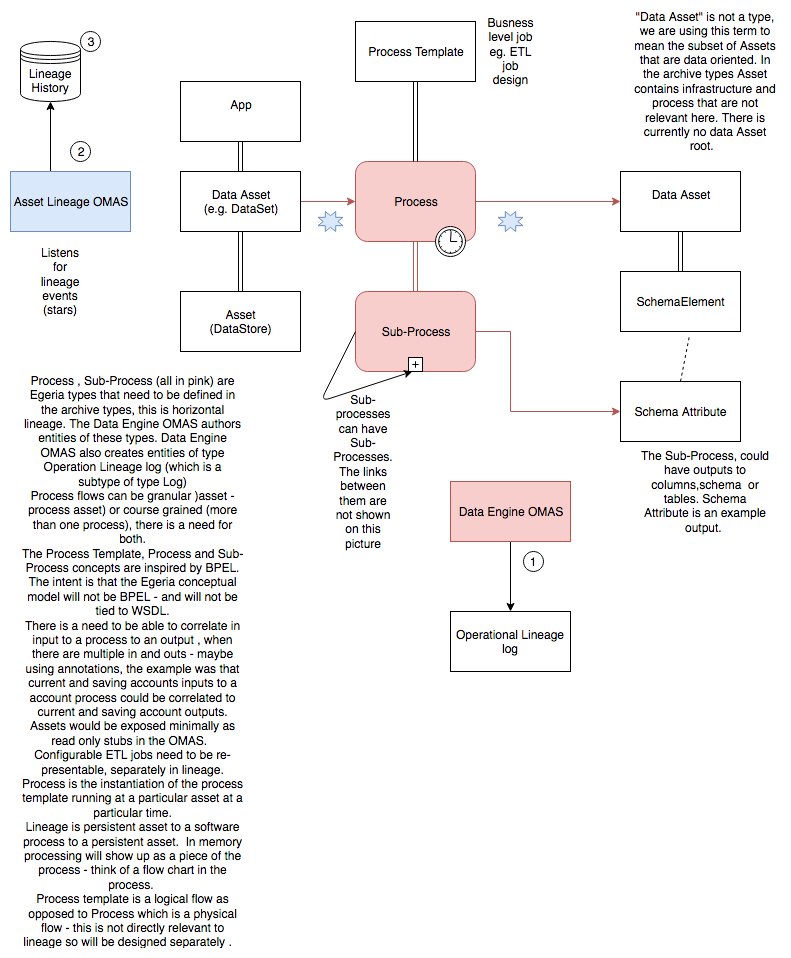 3
Lineage
History
2
Asset Lineage OMAS
Listens
for
lineage
events
(stars)
App
Data Asset
(e.g. DataSet)
Asset
(DataStore)
Process Template
Busness
level job
eg. ETL
job
design
Process
Sub-Process
+
Sub-
processes
can have
Sub-
Processes.
The links
between
them are
not shown
on this
picture
"Data Asset" is not a type,
we are using this term to
mean the subset of Assets
that are data oriented. In
the archive types Asset
contains infrastructure and
process that are not
relevant here. There is
currently no data Asset
root.
Data Asset
SchemaElement
Schema Attribute
The Sub-Process, could
have outputs to
columns,schema or
tables. Schema
Attribute is an example
output.
Data Engine OMAS
1
Operational Lineage
log
Process , Sub-Process (all in pink) are
Egeria types that need to be defined in
the archive types, this is horizontal
lineage. The Data Engine OMAS authors
entities of these types. Data Engine
OMAS also creates entities of type
Operation Lineage log (which is a
subtype of type Log)
Process flows can be granular )asset -
process asset) or course grained (more
than one process), there is a need for
both.
The Process Template, Process and Sub-
Process concepts are inspired by BPEL.
The intent is that the Egeria conceptual
model will not be BPEL - and will not be
tied to WSDL.
There is a need to be able to correlate in
input to a process to an output , when
there are multiple in and outs - maybe
using annotations, the example was that
current and saving accounts inputs to a
account process could be correlated to
current and saving account outputs.
Assets would be exposed minimally as
read only stubs in the OMAS.
Configurable ETL jobs need to be re-
presentable, separately in lineage.
Process is the instantiation of the process
template running at a particular asset at a
particular time.
Lineage is persistent asset to a software
process to a persistent asset. In memory
processing will show up as a piece of the
process - think of a flow chart in the
process.
Process template is a logical flow as
opposed to Process which is a physical
flow - this is not directly relevant to
lineage so will be designed separately .